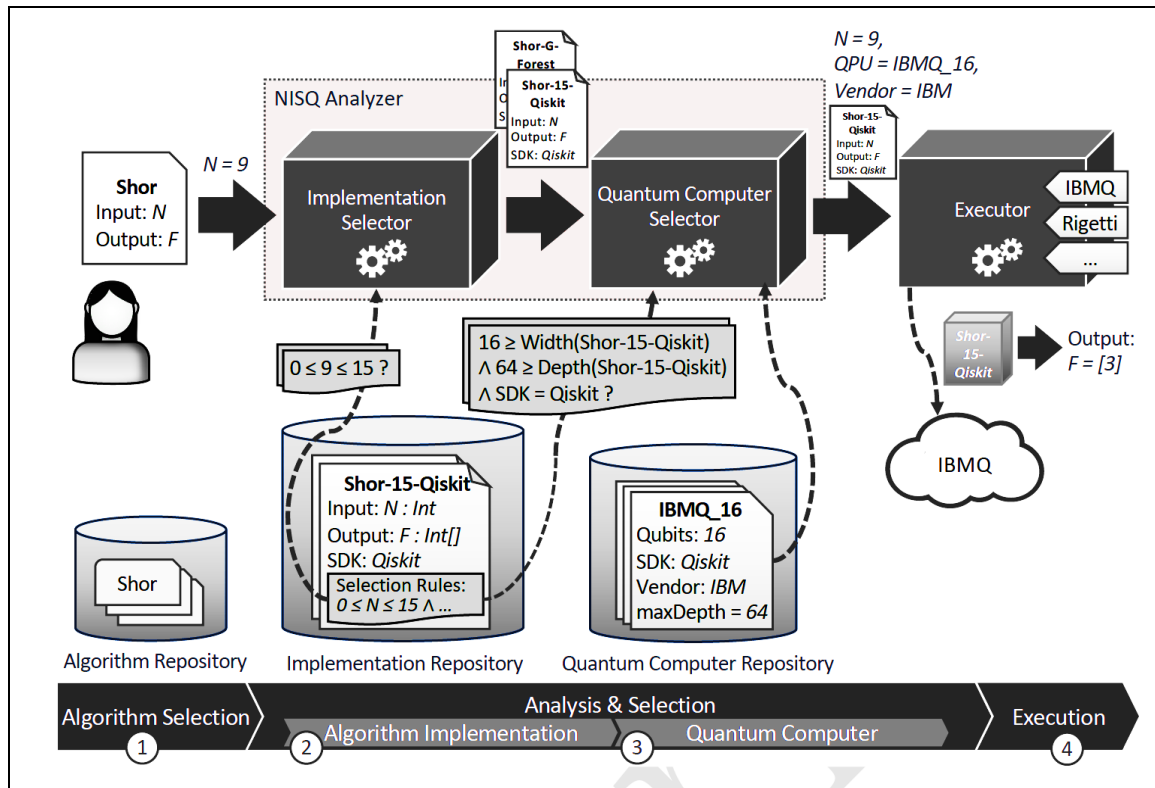 Shor-G-
Forest
Shor-15-
Qiskit
Input: N
Output: F
SDK: Qiskit
N = 9,
QPU = IBMQ_16,
Vendor = IBM
Shor-15-
Qiskit
Input: N
Output: F
SDK: Qiskit
NISQ Analyzer
Shor
Input: N
Output: F
N = 9
Implementation
Selector
Quantum Computer
Selector
Executor
IBMQ
Rigetti
...
0 ≤ 9 ≤ 15 ?
16 ≥ Width(Shor-15-Qiskit)
∧ 64 ≥ Depth(Shor-15-Qiskit)
∧ SDK = Qiskit ?
Shor-
15-
Qiskit
Output:
F = [3]
IBMQ
Shor
Algorithm Repository
Shor-15-Qiskit
Input: N : Int
Output: F : Int[]
SDK: Qiskit
Selection Rules:
0 ≤ N ≤ 15 ∧ ...
Implementation Repository
IBMQ_16
Qubits: 16
SDK: Qiskit
Vendor: IBM
maxDepth = 64
Quantum Computer Repository
Algorithm Selection
1
Analysis & Selection
2
Algorithm Implementation
3
Quantum Computer
Execution
4